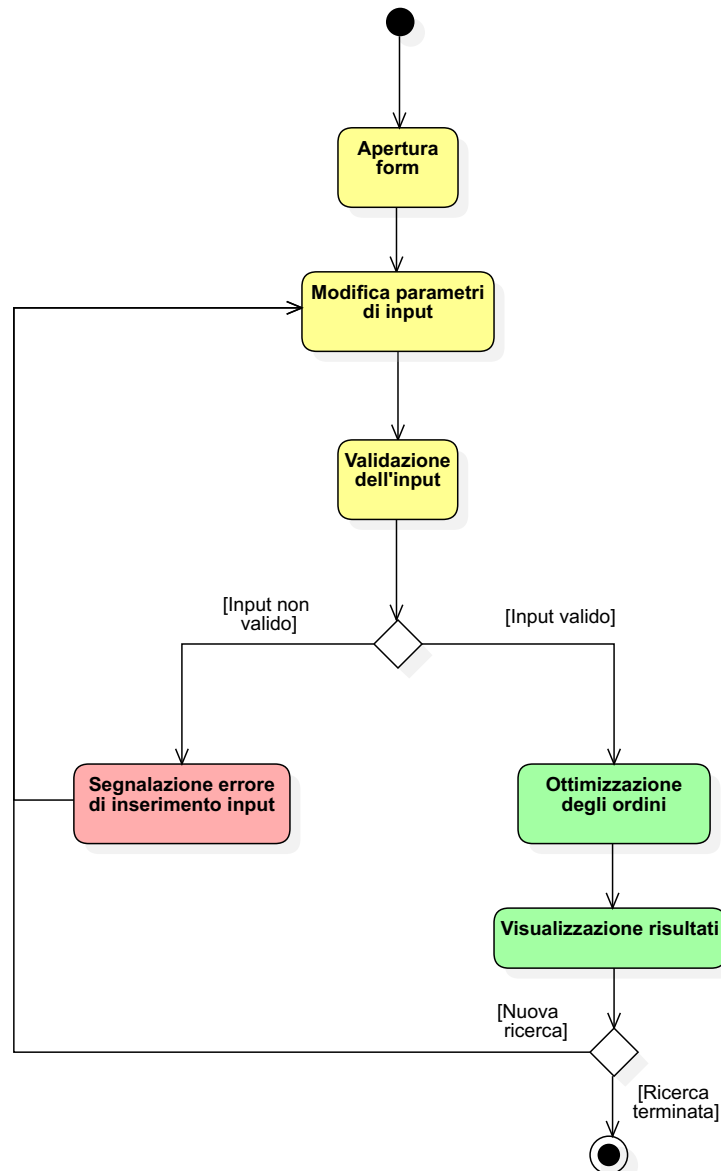 Apertura
form
Modifica parametri
di input
Validazione
dell'input
[Input non
valido]
[Input valido]
Segnalazione errore
di inserimento input
Ottimizzazione
degli ordini
Visualizzazione risultati
[Nuova
ricerca]
[Ricerca
terminata]